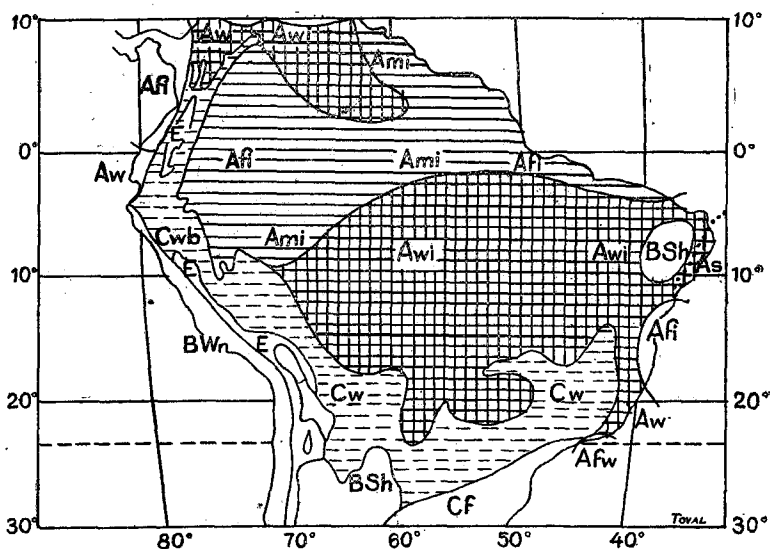 10° 10°
Aw Awi
Ami
Afi
E
0° 0°
Afi Ami Afi
Aw
Cwb Ami Awi Awi BSh
E As
10° 10°
Afi
BWn E
Cw Cw
20° 20°
Aw
Afw
BSh
Cf
TOVAL
30° 30°
80° 70° 60° 50° 40°